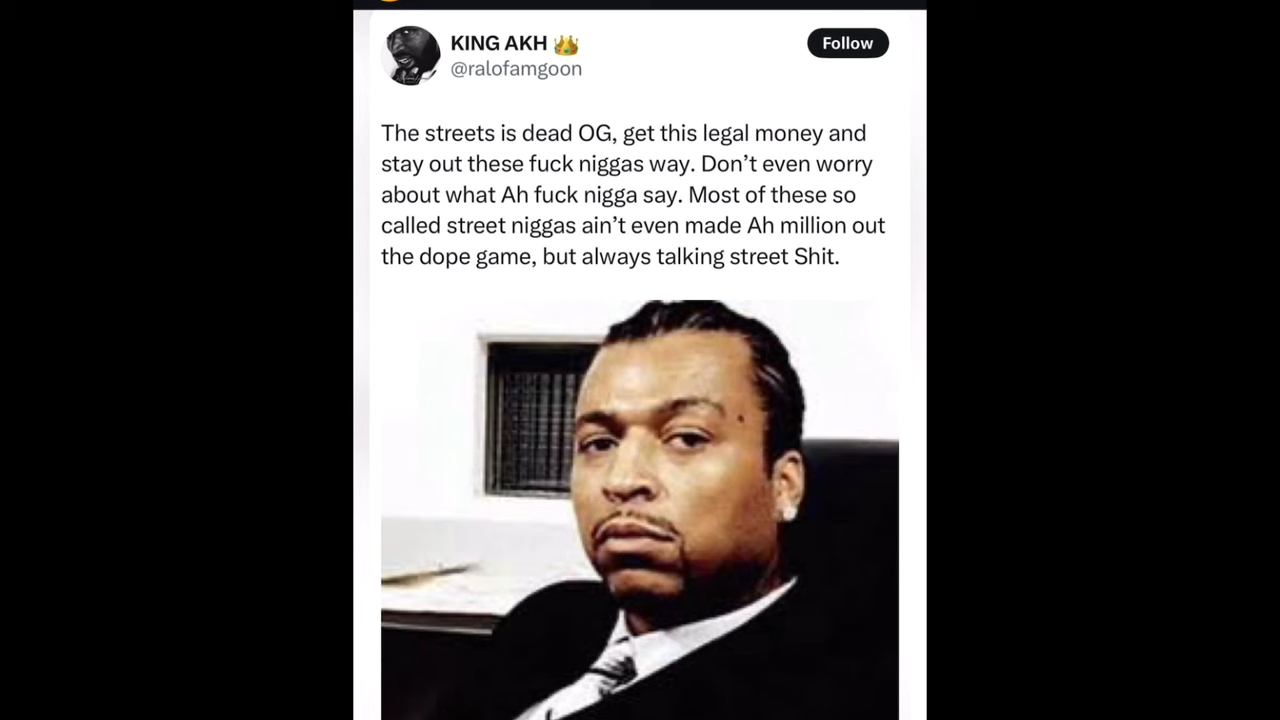 KING AKH 👑
Follow
@ralofamgoon
The streets is dead OG, get this legal money and
stay out these fuck niggas way. Don’t even worry
about what Ah fuck nigga say. Most of these so
called street niggas ain’t even made Ah million out
the dope game, but always talking street Shit.